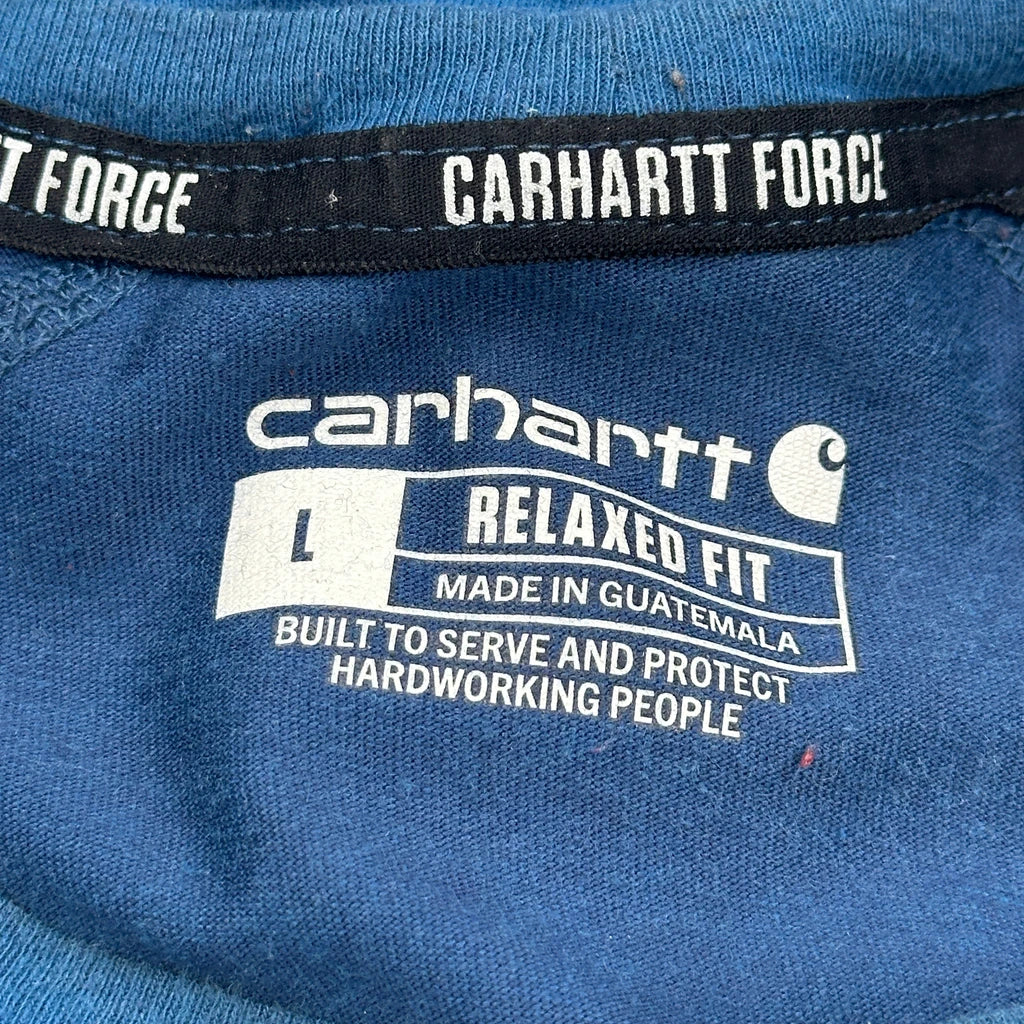 T FORCE CARHARTT FORCE
carhartt
L RELAXED FIT
MADE IN GUATEMALA
BUILT TO SERVE AND PROTECT
HARDWORKING PEOPLE